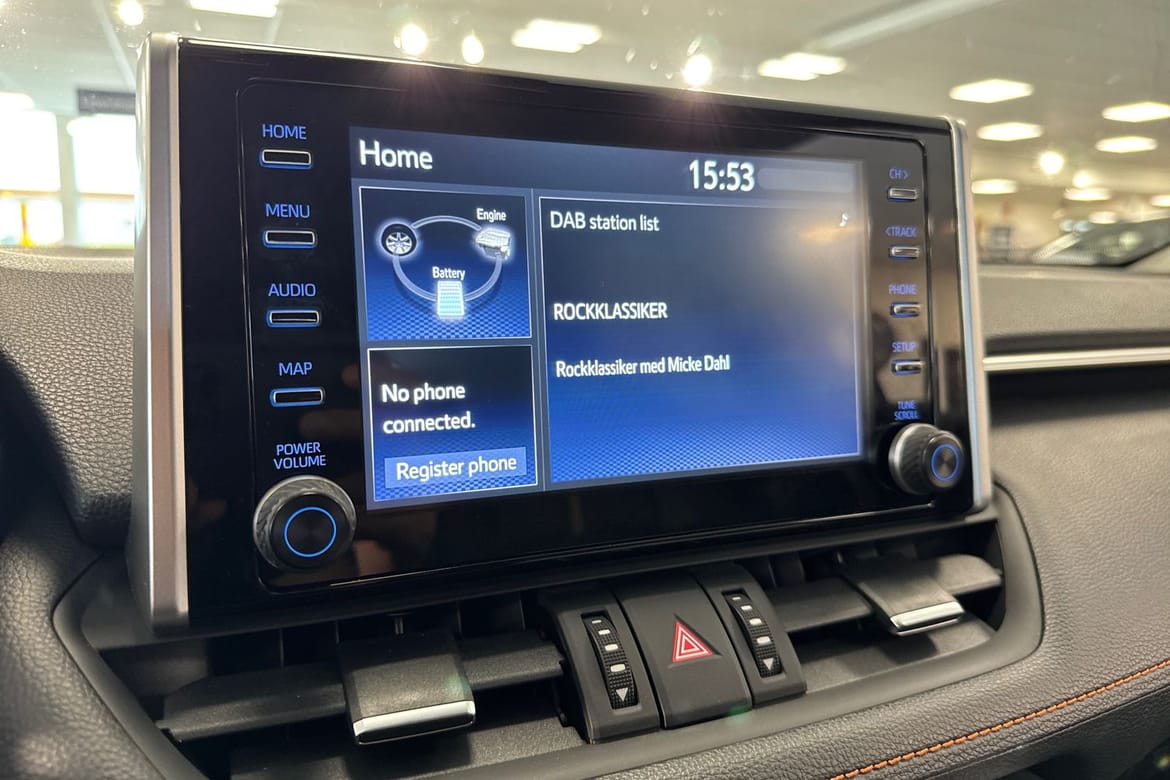 HOME
MENU
AUDIO
MAP
POWER
VOLUME
Home
15:53
Engine
Battery
No phone
connected.
Register phone
DAB station list
ROCKKLASSIKER
Rockklassiker med Micke Dahl
CH >
< TRACK
PHONE
SETUP
TUNE
SCROLL